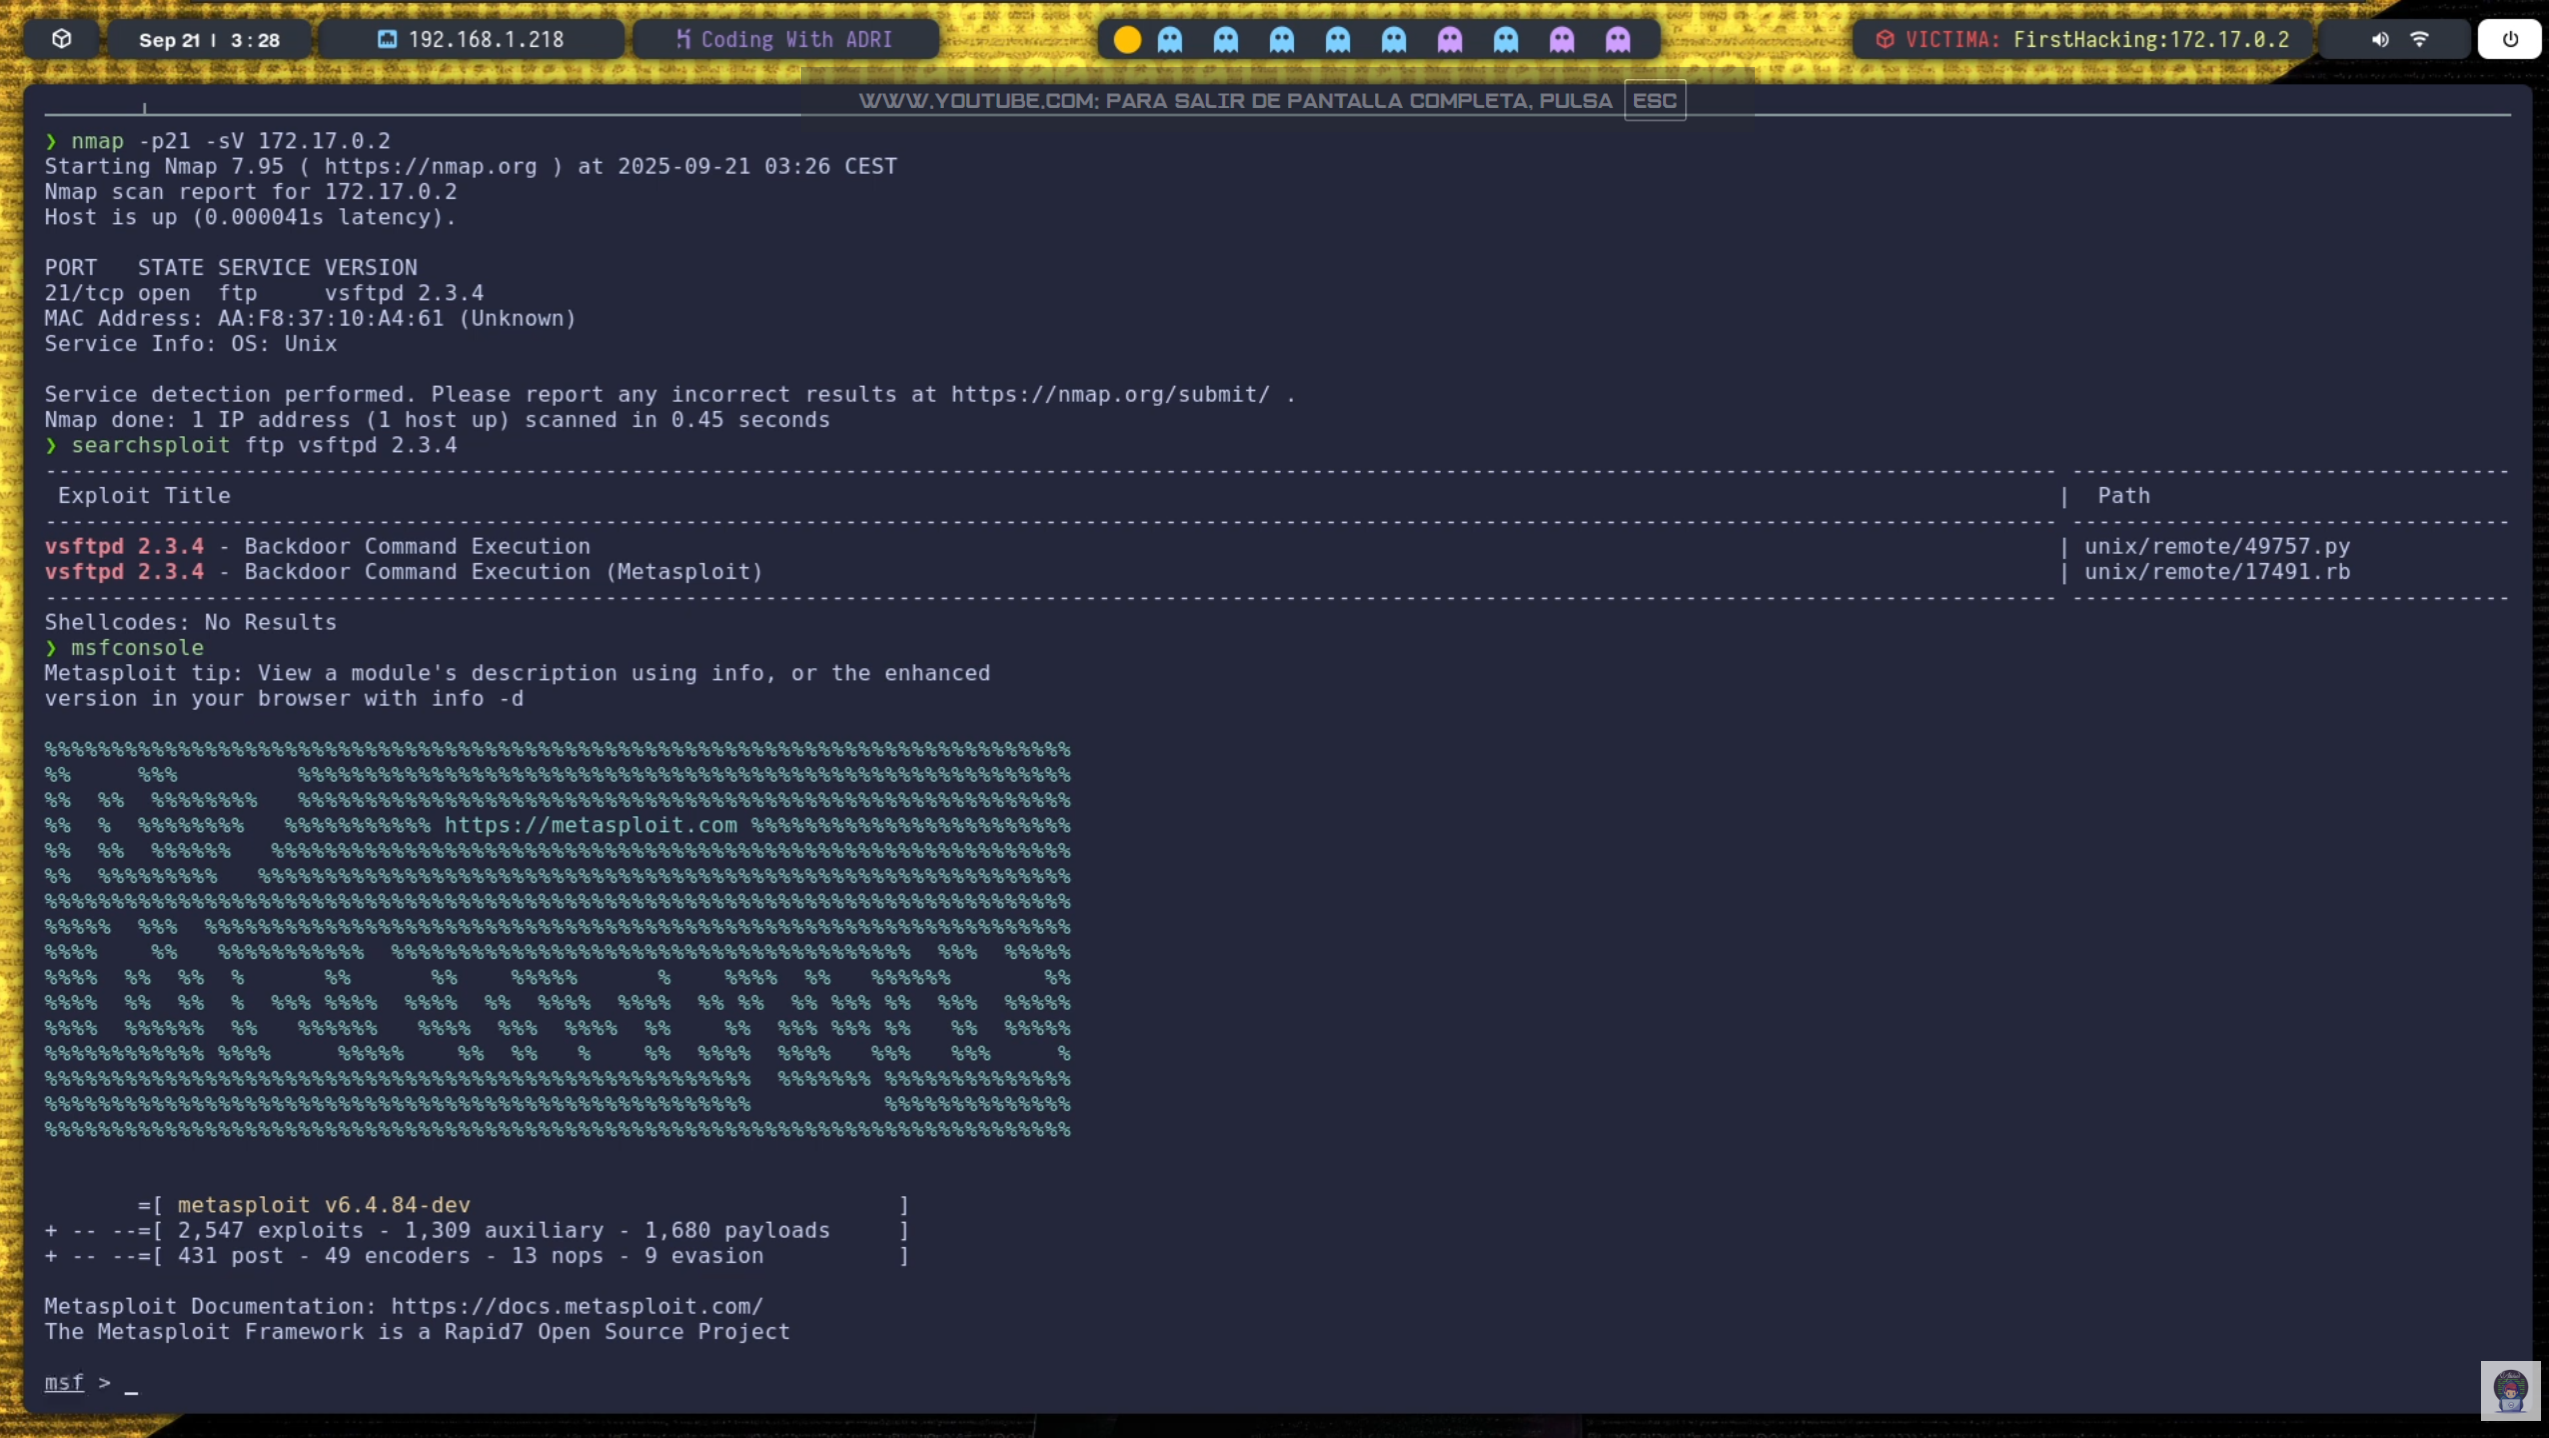 Sep 21 | 3:28
192.168.1.218
Coding With ADRI
VICTIMA: FirstHacking:172.17.0.2
WWW.YOUTUBE.COM: PARA SALIR DE PANTALLA COMPLETA, PULSA ESC
❯ nmap -p21 -sV 172.17.0.2
Starting Nmap 7.95 ( https://nmap.org ) at 2025-09-21 03:26 CEST
Nmap scan report for 172.17.0.2
Host is up (0.000041s latency).
PORT   STATE SERVICE VERSION
21/tcp open  ftp     vsftpd 2.3.4
MAC Address: AA:F8:37:10:A4:61 (Unknown)
Service Info: OS: Unix
Service detection performed. Please report any incorrect results at https://nmap.org/submit/ .
Nmap done: 1 IP address (1 host up) scanned in 0.45 seconds
❯ searchsploit ftp vsftpd 2.3.4
Exploit Title | Path
vsftpd 2.3.4 - Backdoor Command Execution | unix/remote/49757.py
vsftpd 2.3.4 - Backdoor Command Execution (Metasploit) | unix/remote/17491.rb
Shellcodes: No Results
❯ msfconsole
Metasploit tip: View a module's description using info, or the enhanced
version in your browser with info -d
https://metasploit.com
=[ metasploit v6.4.84-dev ]
+ -- --=[ 2,547 exploits - 1,309 auxiliary - 1,680 payloads ]
+ -- --=[ 431 post - 49 encoders - 13 nops - 9 evasion ]
Metasploit Documentation: https://docs.metasploit.com/
The Metasploit Framework is a Rapid7 Open Source Project
msf > _